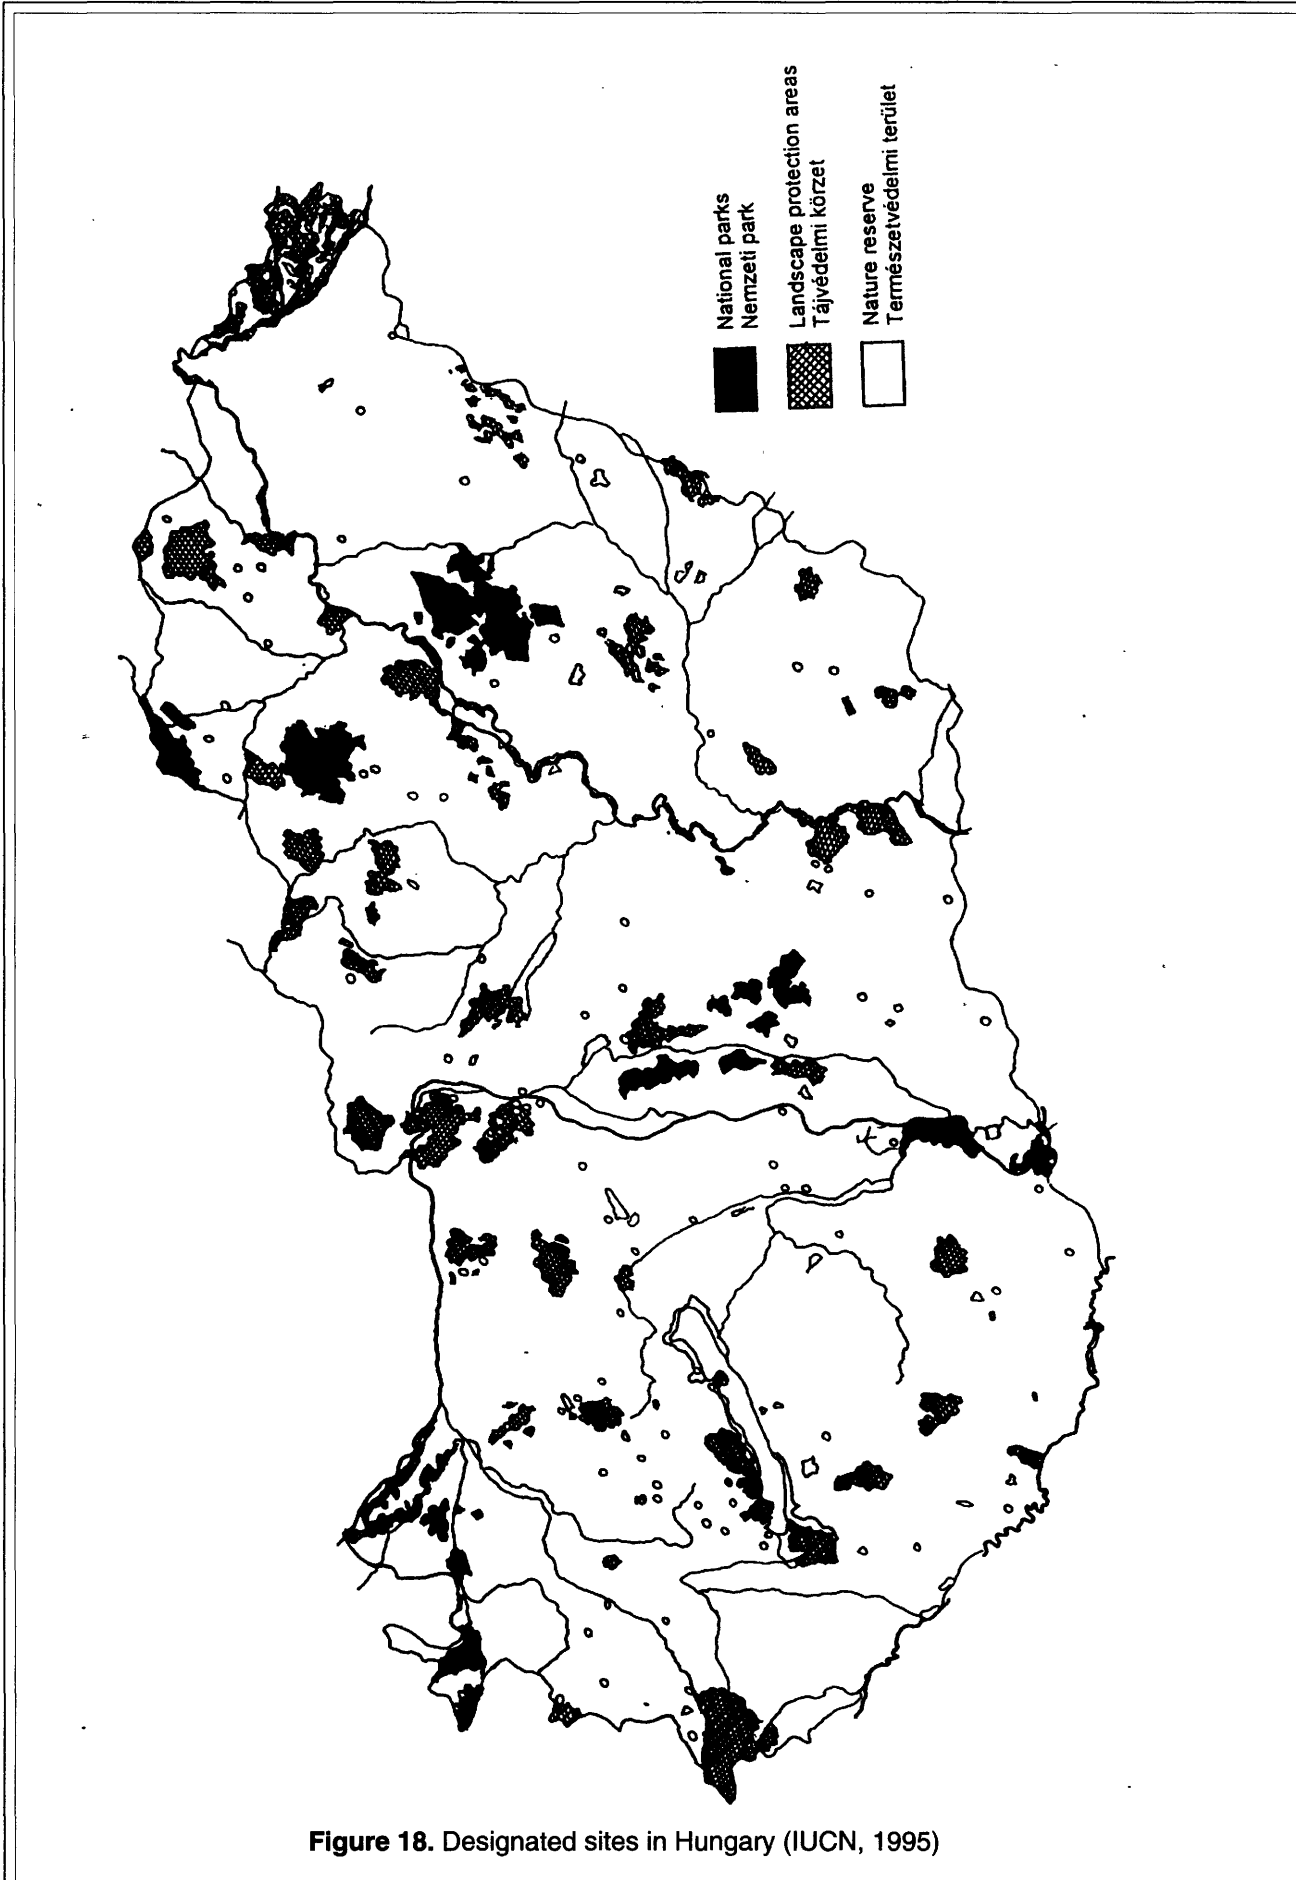 National parks
Nemzeti park
Landscape protection areas
Tájvédelmi körzet
Nature reserve
Természetvédelmi terület
Figure 18. Designated sites in Hungary (IUCN, 1995)